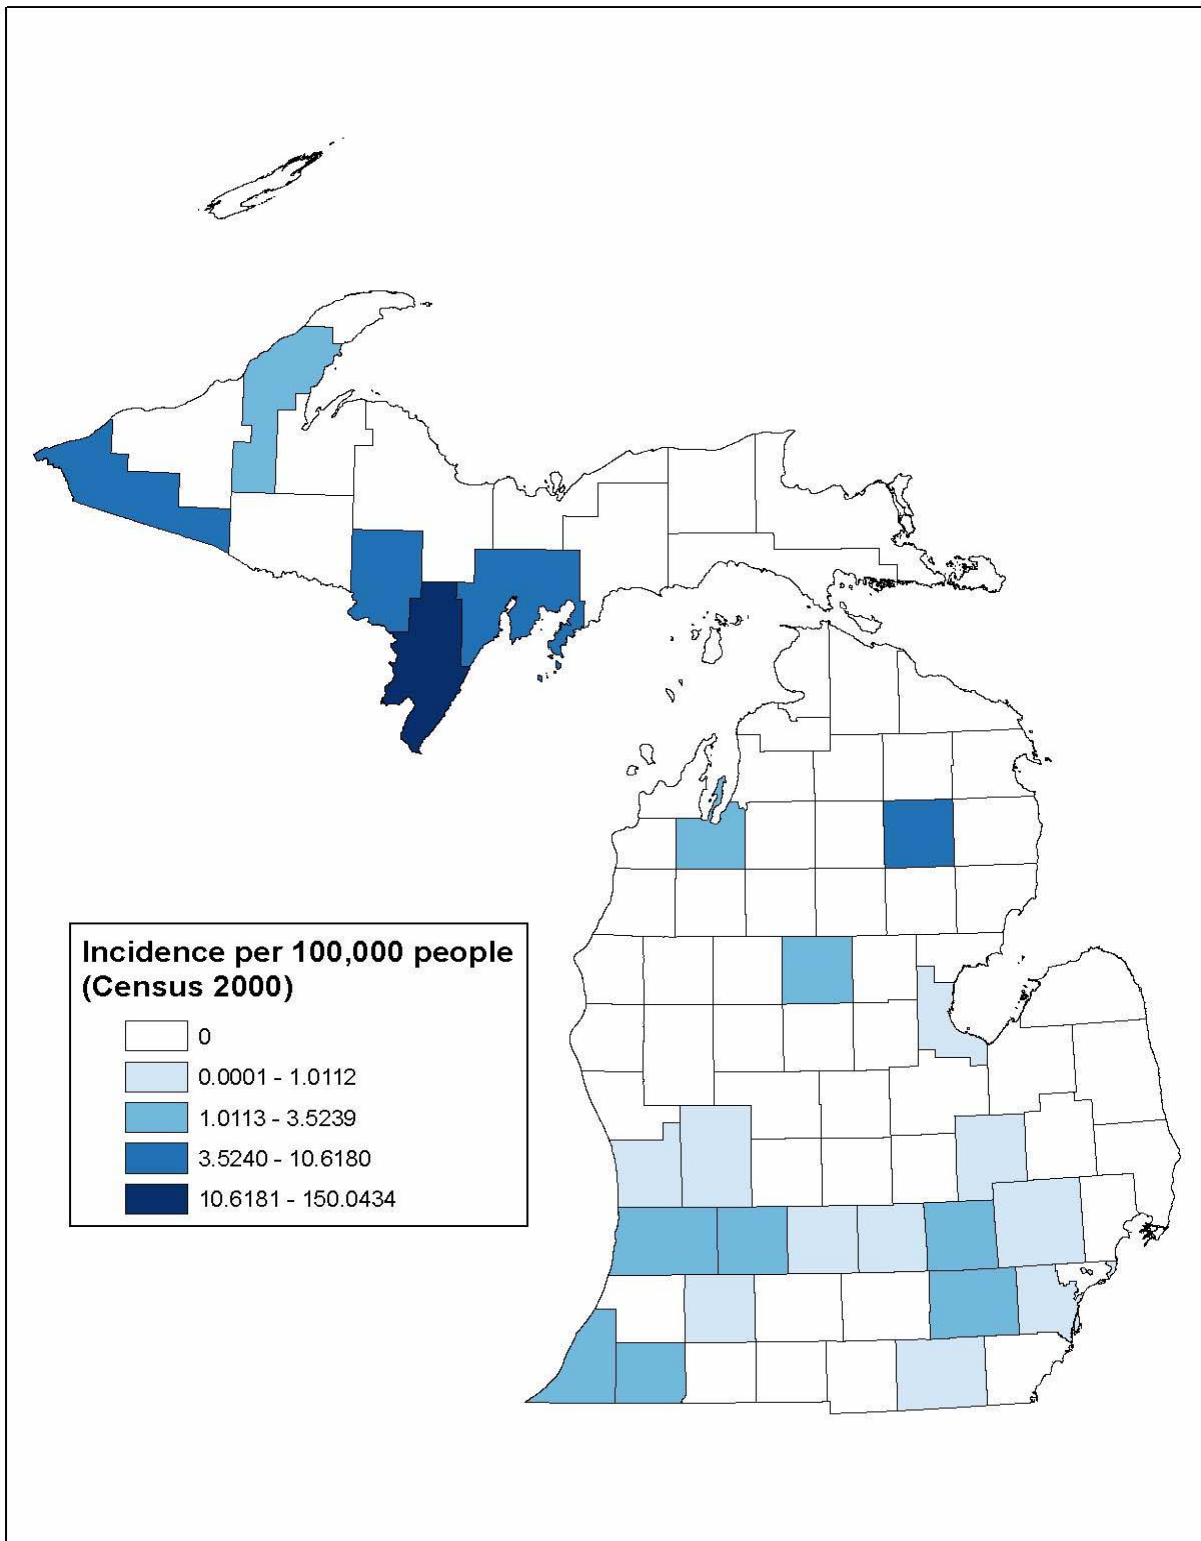 Incidence per 100,000 people
(Census 2000)
0
0.0001 - 1.0112
1.0113 - 3.5239
3.5240 - 10.6180
10.6181 - 150.0434